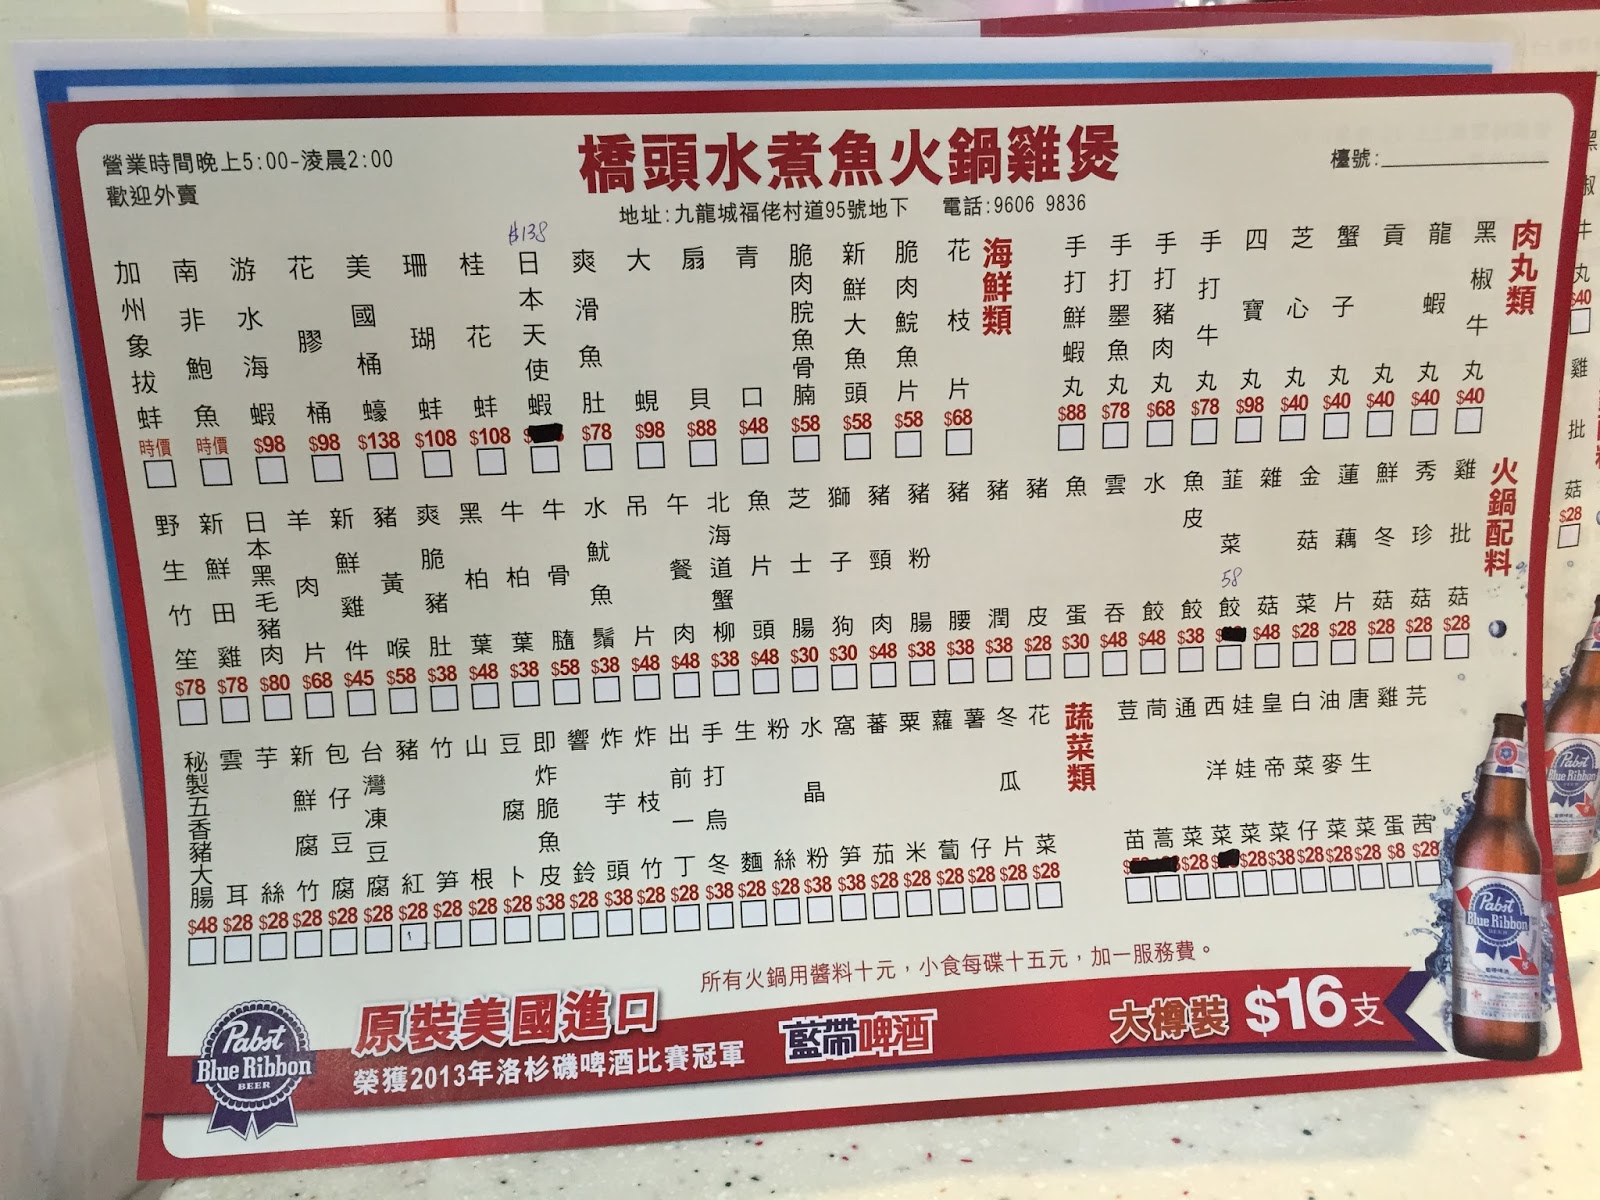 橋頭水煮魚火鍋雞煲
營業時間晚上5:00-淩晨2:00
歡迎外賣
地址:九龍城福佬村道95號地下 電話:9606 9836
檯號:
肉丸類
黑椒牛丸 $40
龍蝦丸 $40
貢丸 $40
蟹子丸 $40
芝心丸 $40
四寶丸 $98
手打牛丸 $78
手打豬肉丸 $68
手打墨魚丸 $78
手打鮮蝦丸 $88
海鮮類
花枝片 $68
脆肉鯇魚片 $58
新鮮大魚頭 $58
脆肉脘魚骨腩 $58
青口 $48
扇貝 $88
大蜆 $98
爽滑魚肚 $78
$138
日本天使蝦
桂花蚌 $108
珊瑚蚌 $108
美國桶蠔 $138
花膠桶 $98
游水海蝦 $98
南非鮑魚 時價
加州象拔蚌 時價
火鍋配料
雞批菇 $28
秀珍菇 $28
鮮冬菇 $28
蓮藕片 $28
金菇菜 $28
雜菇 $48
韮菜餃 58
魚皮餃 $38
水餃 $48
雲吞 $48
魚蛋 $30
豬皮 $28
豬潤 $38
豬腰 $38
豬粉腸 $38
豬頸肉 $48
獅子狗 $30
芝士腸 $30
魚片頭 $48
北海道蟹柳 $38
午餐肉 $48
吊片 $48
水魷魚鬚 $38
牛骨髓 $58
牛柏葉 $38
黑柏葉 $48
爽脆豬肚 $38
豬黃喉 $58
新鮮雞件 $45
羊肉片 $68
日本黑毛豬肉 $80
新鮮田雞 $78
野生竹笙 $78
芫茜 $28
雞蛋 $8
唐生菜 $28
油麥菜 $28
白菜仔 $28
皇帝菜 $38
娃娃菜 $28
西洋菜
通菜 $28
茼蒿
荳苗
蔬菜類
花菜 $28
冬瓜片 $28
薯仔 $28
蘿蔔 $28
粟米 $28
蕃茄 $28
窩笋 $38
水晶粉 $38
粉絲 $28
生麵 $28
手打烏冬 $38
出前一丁 $28
炸枝竹 $28
炸芋頭 $38
響鈴 $28
即炸脆魚皮 $38
豆腐卜 $28
山根 $28
竹笋 $28
豬紅 $28
台灣凍豆腐 $28
包仔豆腐 $28
新鮮腐竹 $28
芋絲 $28
雲耳 $28
秘製五香豬大腸 $48
所有火鍋用醬料十元，小食每碟十五元，加一服務費。
Pabst
Blue Ribbon
BEER
原裝美國進口
榮獲2013年洛杉磯啤酒比賽冠軍
藍帶啤酒
大樽裝 $16支
Pabst
Blue Ribbon